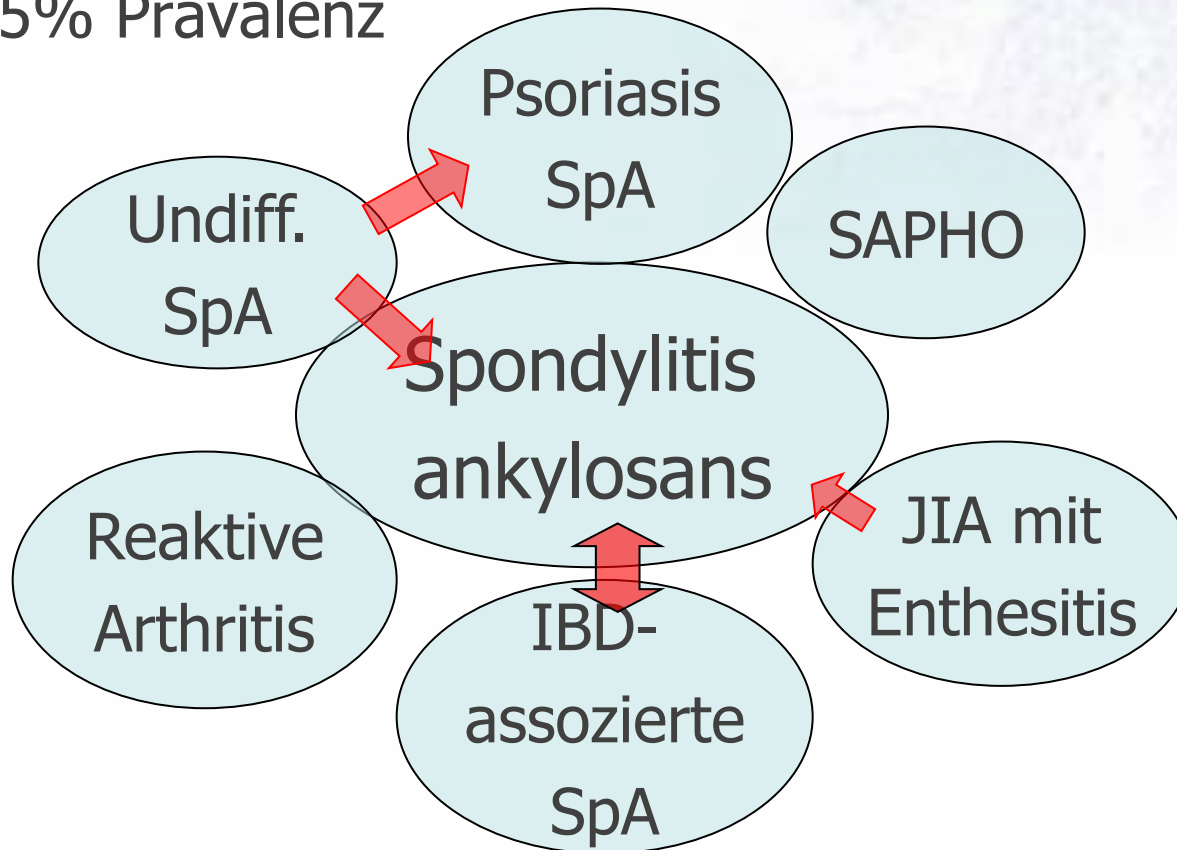 5% Prävalenz
Psoriasis
SpA
Undiff.
SpA
SAPHO
Spondylitis
ankylosans
Reaktive
Arthritis
JIA mit
Enthesitis
IBD-
assozierte
SpA